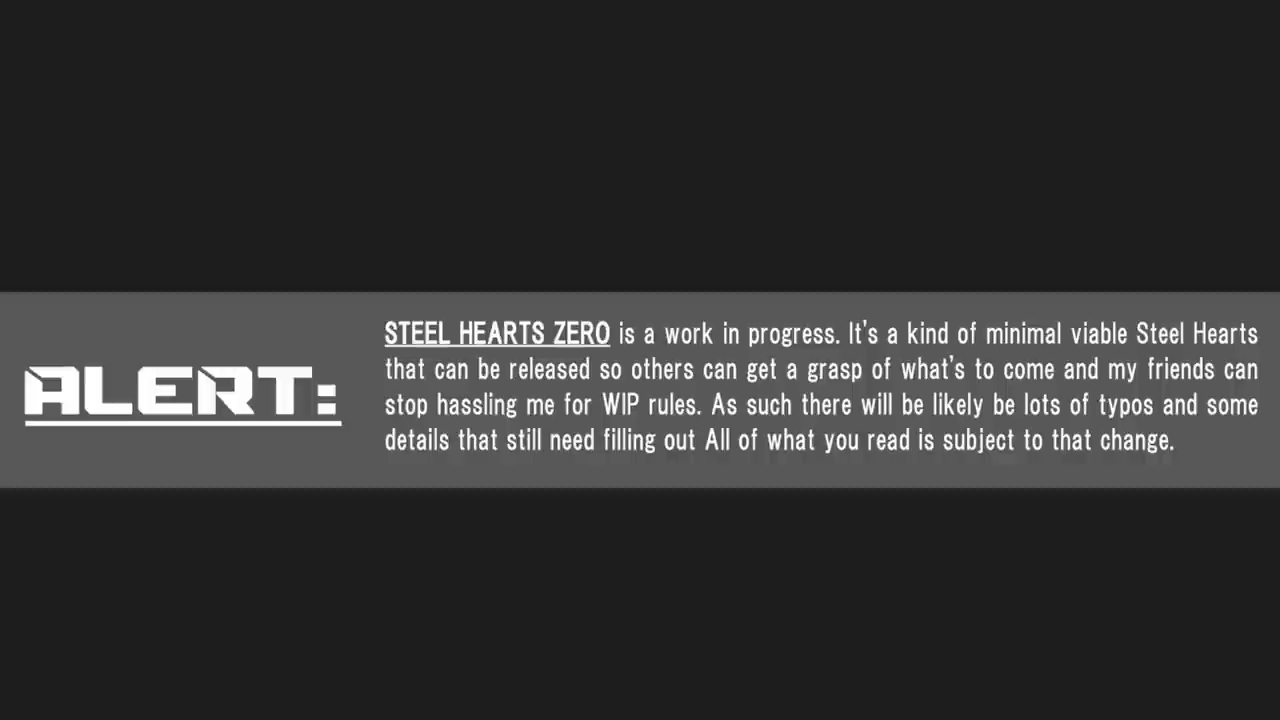 ALERT:
STEEL HEARTS ZERO is a work in progress. It's a kind of minimal viable Steel Hearts
that can be released so others can get a grasp of what's to come and my friends can
stop hassling me for WIP rules. As such there will be likely be lots of typos and some
details that still need filling out All of what you read is subject to that change.